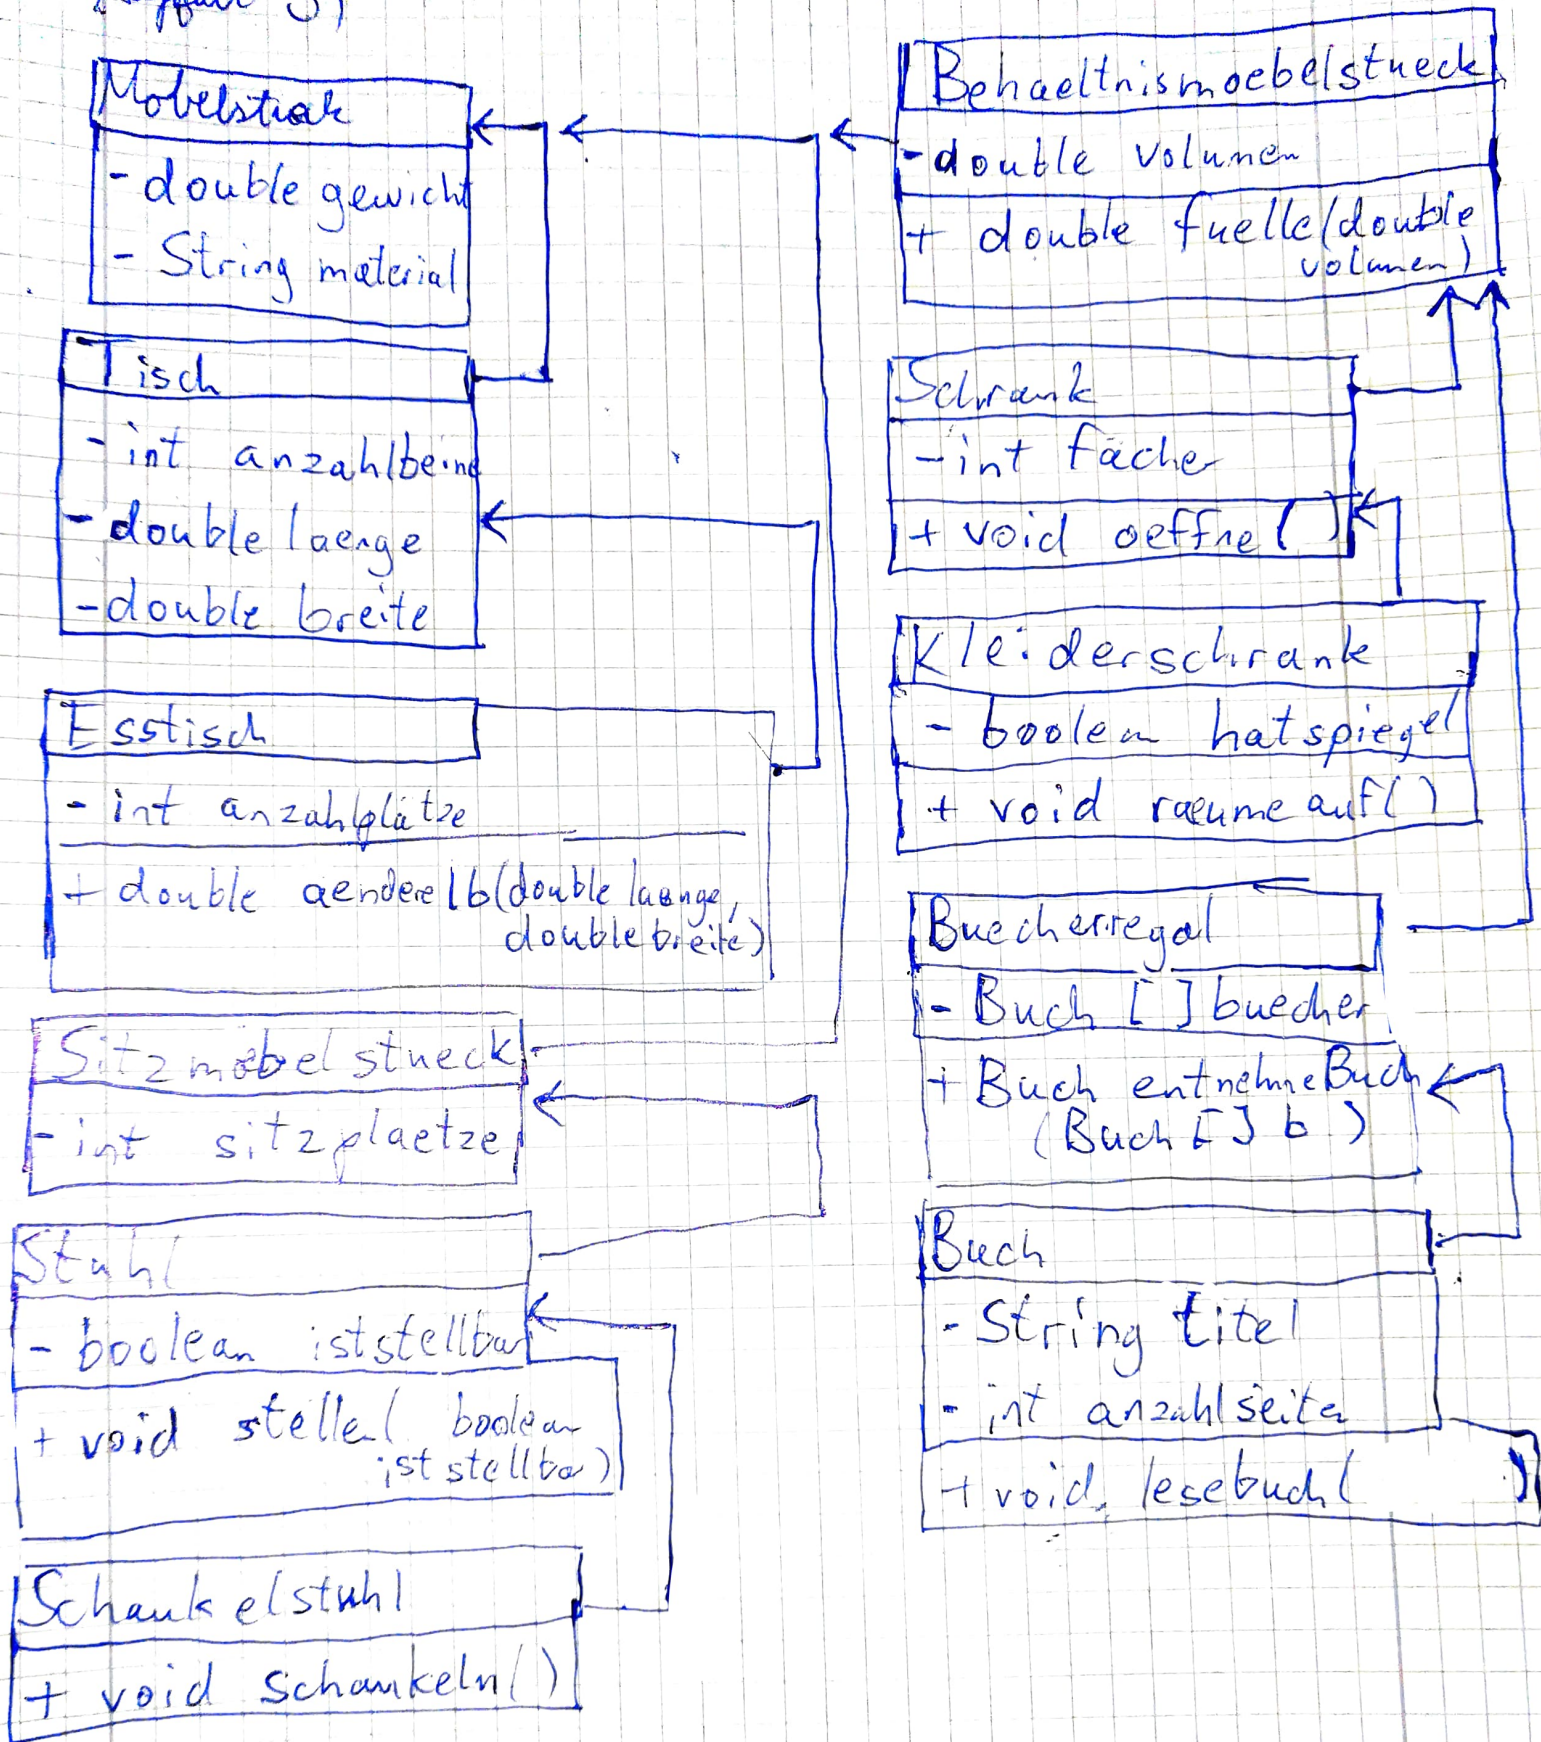 Möbelstück
- double gewicht
- String material
Tisch
- int anzahlbeine
- double laenge
- double breite
Esstisch
- int anzahlplätze
+ double aenderelb(double laenge,
double breite)
Sitzmoebelstueck
- int sitzplaetze
Stuhl
- boolean iststellbar
+ void stelle( boolean
iststellbar)
Schaukelstuhl
+ void schaukeln()
Behaeltnismoebelstueck
- double volumen
+ double fuelle(double
volumen)
Schrank
- int fächer
+ void oeffne( )
Kleiderschrank
- boolean hatspiegel
+ void raeumeauf()
Buecherregal
- Buch [ ] buecher
+ Buch entnehmeBuch
(Buch [ ] b )
Buch
- String titel
- int anzahlseiten
+ void lesebuch( )